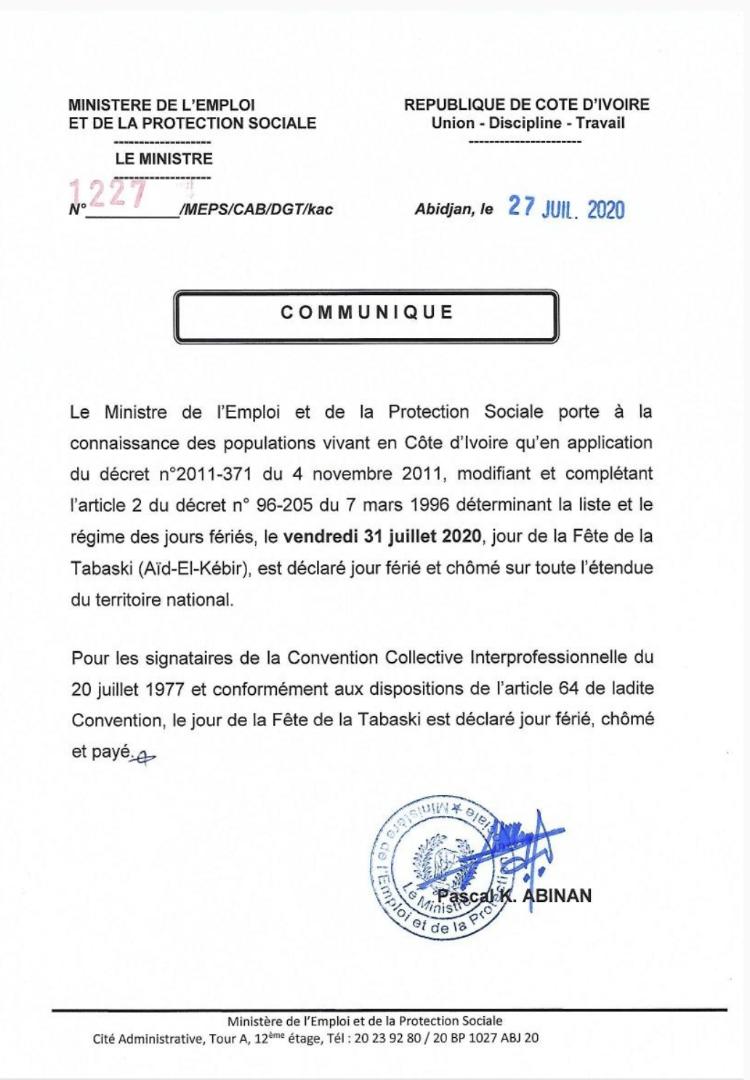 MINISTERE DE L'EMPLOI
ET DE LA PROTECTION SOCIALE
--------------------
LE MINISTRE
--------------------
1227
N°__________/MEPS/CAB/DGT/kac
REPUBLIQUE DE COTE D'IVOIRE
Union - Discipline - Travail
-----------------------
Abidjan, le 27 JUIL. 2020
COMMUNIQUE
Le Ministre de l'Emploi et de la Protection Sociale porte à la
connaissance des populations vivant en Côte d'Ivoire qu'en application
du décret n°2011-371 du 4 novembre 2011, modifiant et complétant
l'article 2 du décret n° 96-205 du 7 mars 1996 déterminant la liste et le
régime des jours fériés, le vendredi 31 juillet 2020, jour de la Fête de la
Tabaski (Aïd-El-Kébir), est déclaré jour férié et chômé sur toute l'étendue
du territoire national.
Pour les signataires de la Convention Collective Interprofessionnelle du
20 juillet 1977 et conformément aux dispositions de l'article 64 de ladite
Convention, le jour de la Fête de la Tabaski est déclaré jour férié, chômé
et payé.
Ministère de l'Emploi et de la Protection
Le Ministre
Pascal K. ABINAN
Ministère de l'Emploi et de la Protection Sociale
Cité Administrative, Tour A, 12ème étage, Tél : 20 23 92 80 / 20 BP 1027 ABJ 20